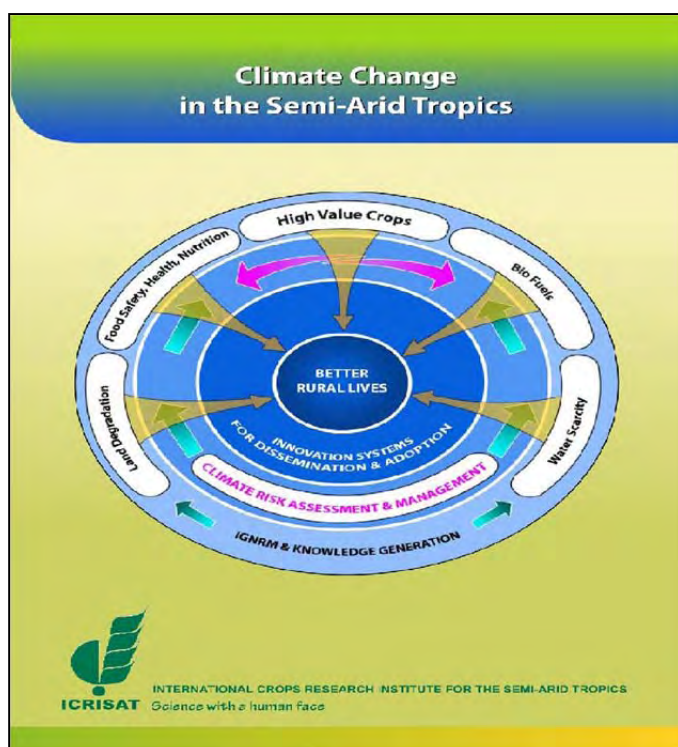 Climate Change
in the Semi-Arid Tropics
High Value Crops
Food Safety, Health, Nutrition
Bio Fuels
BETTER
RURAL LIVES
Land Degradation
Water Scarcity
INNOVATION SYSTEMS
FOR DISSEMINATION & ADOPTION
CLIMATE RISK ASSESSMENT & MANAGEMENT
IGNRM & KNOWLEDGE GENERATION
ICRISAT
INTERNATIONAL CROPS RESEARCH INSTITUTE FOR THE SEMI-ARID TROPICS
Science with a human face